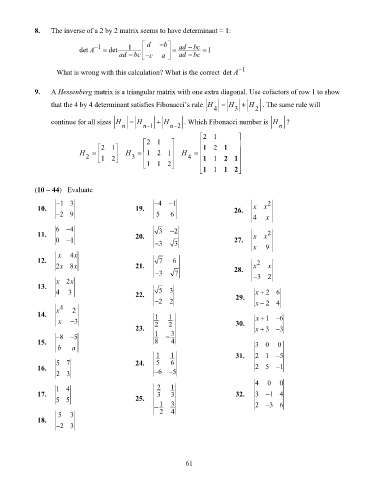 8. The inverse of a 2 by 2 matrix seems to have determinant = 1:
det A^{-1} = det \frac{1}{ad - bc} \begin{bmatrix} d & -b \\ -c & a \end{bmatrix} = \frac{ad - bc}{ad - bc} = 1
What is wrong with this calculation? What is the correct det A^{-1}
9. A Hessenberg matrix is a triangular matrix with one extra diagonal. Use cofactors of row 1 to show
that the 4 by 4 determinant satisfies Fibonacci's rule |H_4| = |H_3| + |H_2|. The same rule will
continue for all sizes |H_n| = |H_{n-1}| + |H_{n-2}|. Which Fibonacci number is |H_n| ?
H_2 = \begin{bmatrix} 2 & 1 \\ 1 & 2 \end{bmatrix} H_3 = \begin{bmatrix} 2 & 1 & \\ 1 & 2 & 1 \\ 1 & 1 & 2 \end{bmatrix} H_4 = \begin{bmatrix} 2 & 1 & & \\ 1 & 2 & 1 & \\ 1 & 1 & 2 & 1 \\ 1 & 1 & 1 & 2 \end{bmatrix}
(10 – 44) Evaluate
10. \begin{vmatrix} -1 & 3 \\ -2 & 9 \end{vmatrix}
11. \begin{vmatrix} 6 & -4 \\ 0 & -1 \end{vmatrix}
12. \begin{vmatrix} x & 4x \\ 2x & 8x \end{vmatrix}
13. \begin{vmatrix} x & 2x \\ 4 & 3 \end{vmatrix}
14. \begin{vmatrix} x^4 & 2 \\ x & -3 \end{vmatrix}
15. \begin{vmatrix} -8 & -5 \\ b & a \end{vmatrix}
16. \begin{vmatrix} 5 & 7 \\ 2 & 3 \end{vmatrix}
17. \begin{vmatrix} 1 & 4 \\ 5 & 5 \end{vmatrix}
18. \begin{vmatrix} 5 & 3 \\ -2 & 3 \end{vmatrix}
19. \begin{vmatrix} -4 & -1 \\ 5 & 6 \end{vmatrix}
20. \begin{vmatrix} \sqrt{3} & -2 \\ -3 & \sqrt{3} \end{vmatrix}
21. \begin{vmatrix} \sqrt{7} & 6 \\ -3 & \sqrt{7} \end{vmatrix}
22. \begin{vmatrix} \sqrt{5} & 3 \\ -2 & 2 \end{vmatrix}
23. \begin{vmatrix} \frac{1}{2} & \frac{1}{2} \\ \frac{1}{8} & -\frac{3}{4} \end{vmatrix}
24. \begin{vmatrix} \frac{1}{5} & \frac{1}{6} \\ -6 & -5 \end{vmatrix}
25. \begin{vmatrix} \frac{2}{3} & \frac{1}{3} \\ -\frac{1}{2} & \frac{3}{4} \end{vmatrix}
26. \begin{vmatrix} x & x^2 \\ 4 & x \end{vmatrix}
27. \begin{vmatrix} x & x^2 \\ x & 9 \end{vmatrix}
28. \begin{vmatrix} x^2 & x \\ -3 & 2 \end{vmatrix}
29. \begin{vmatrix} x+2 & 6 \\ x-2 & 4 \end{vmatrix}
30. \begin{vmatrix} x+1 & -6 \\ x+3 & -3 \end{vmatrix}
31. \begin{vmatrix} 3 & 0 & 0 \\ 2 & 1 & -5 \\ 2 & 5 & -1 \end{vmatrix}
32. \begin{vmatrix} 4 & 0 & 0 \\ 3 & -1 & 4 \\ 2 & -3 & 6 \end{vmatrix}
61